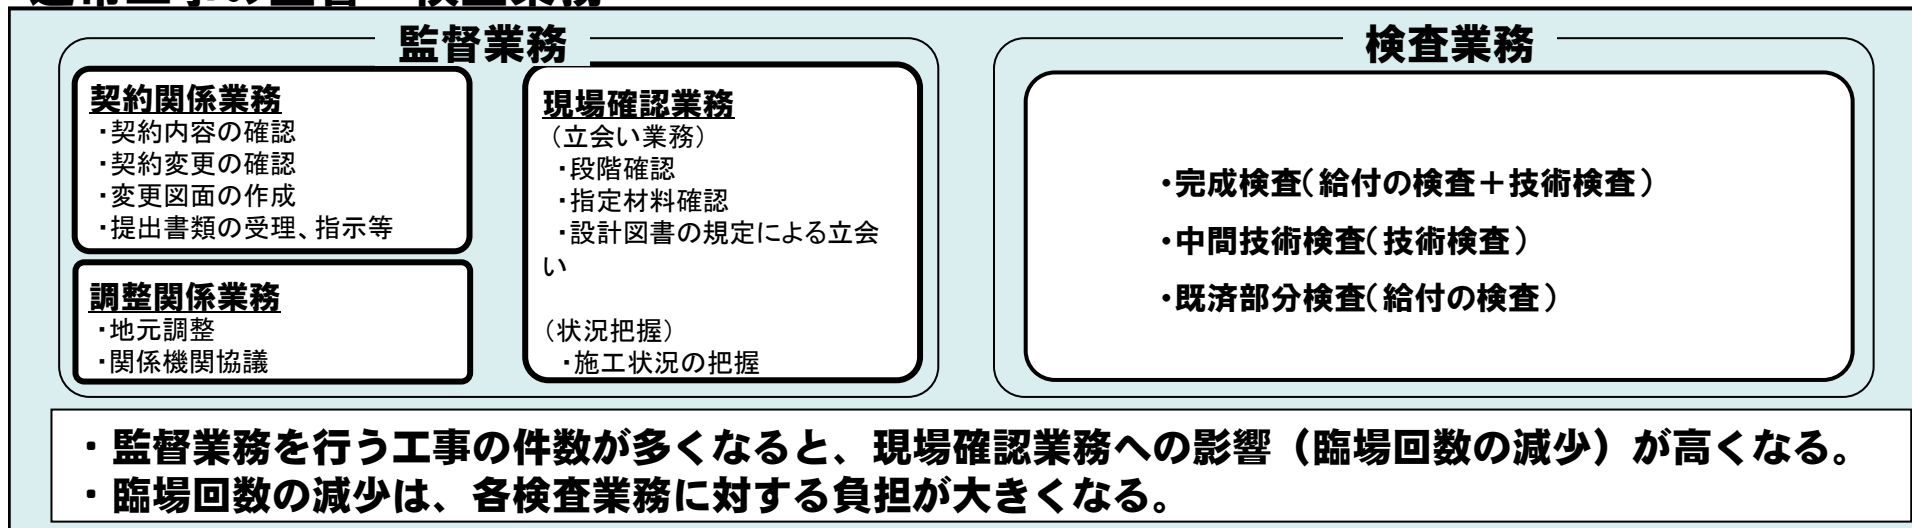 監督業務
契約関係業務
・契約内容の確認
・契約変更の確認
・変更図面の作成
・提出書類の受理、指示等
調整関係業務
・地元調整
・関係機関協議
現場確認業務
（立会い業務）
・段階確認
・指定材料確認
・設計図書の規定による立会
い
（状況把握）
・施工状況の把握
検査業務
・完成検査（給付の検査＋技術検査）
・中間技術検査（技術検査）
・既済部分検査（給付の検査）
・監督業務を行う工事の件数が多くなると、現場確認業務への影響（臨場回数の減少）が高くなる。
・臨場回数の減少は、各検査業務に対する負担が大きくなる。